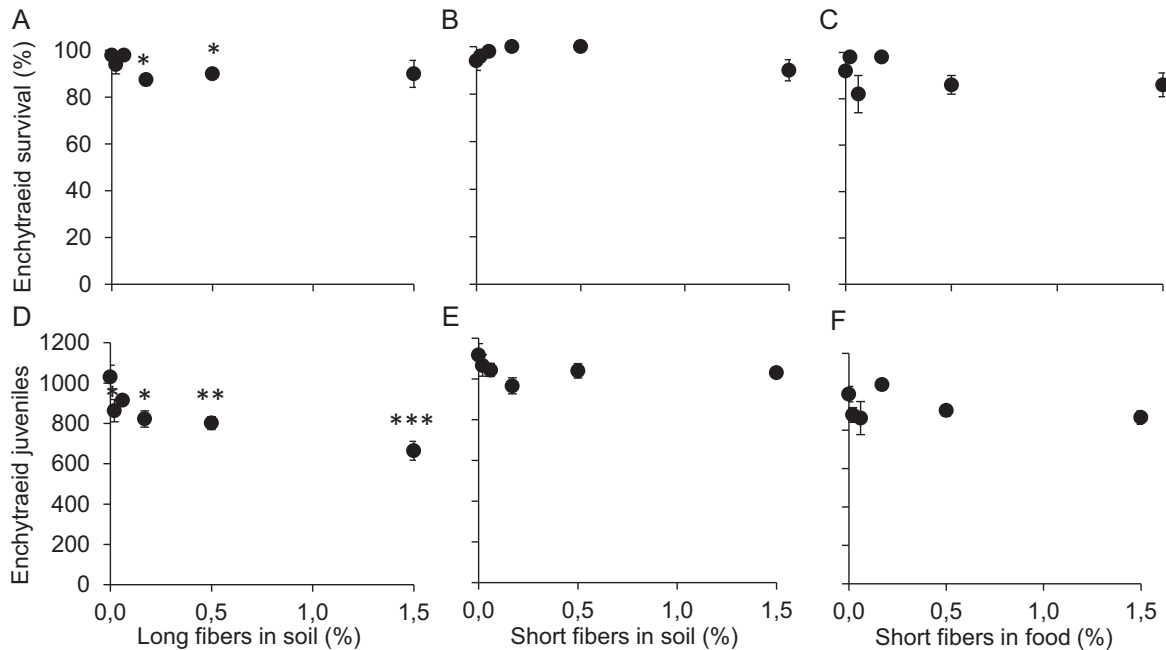 A
B
C
Enchytraeid survival (%)
100
80
60
40
20
0
*
*
D
E
F
Enchytraeid juveniles
1200
1000
800
600
400
200
0
*
*
**
***
0,0 0,5 1,0 1,5
0,0 0,5 1,0 1,5
0,0 0,5 1,0 1,5
Long fibers in soil (%)
Short fibers in soil (%)
Short fibers in food (%)